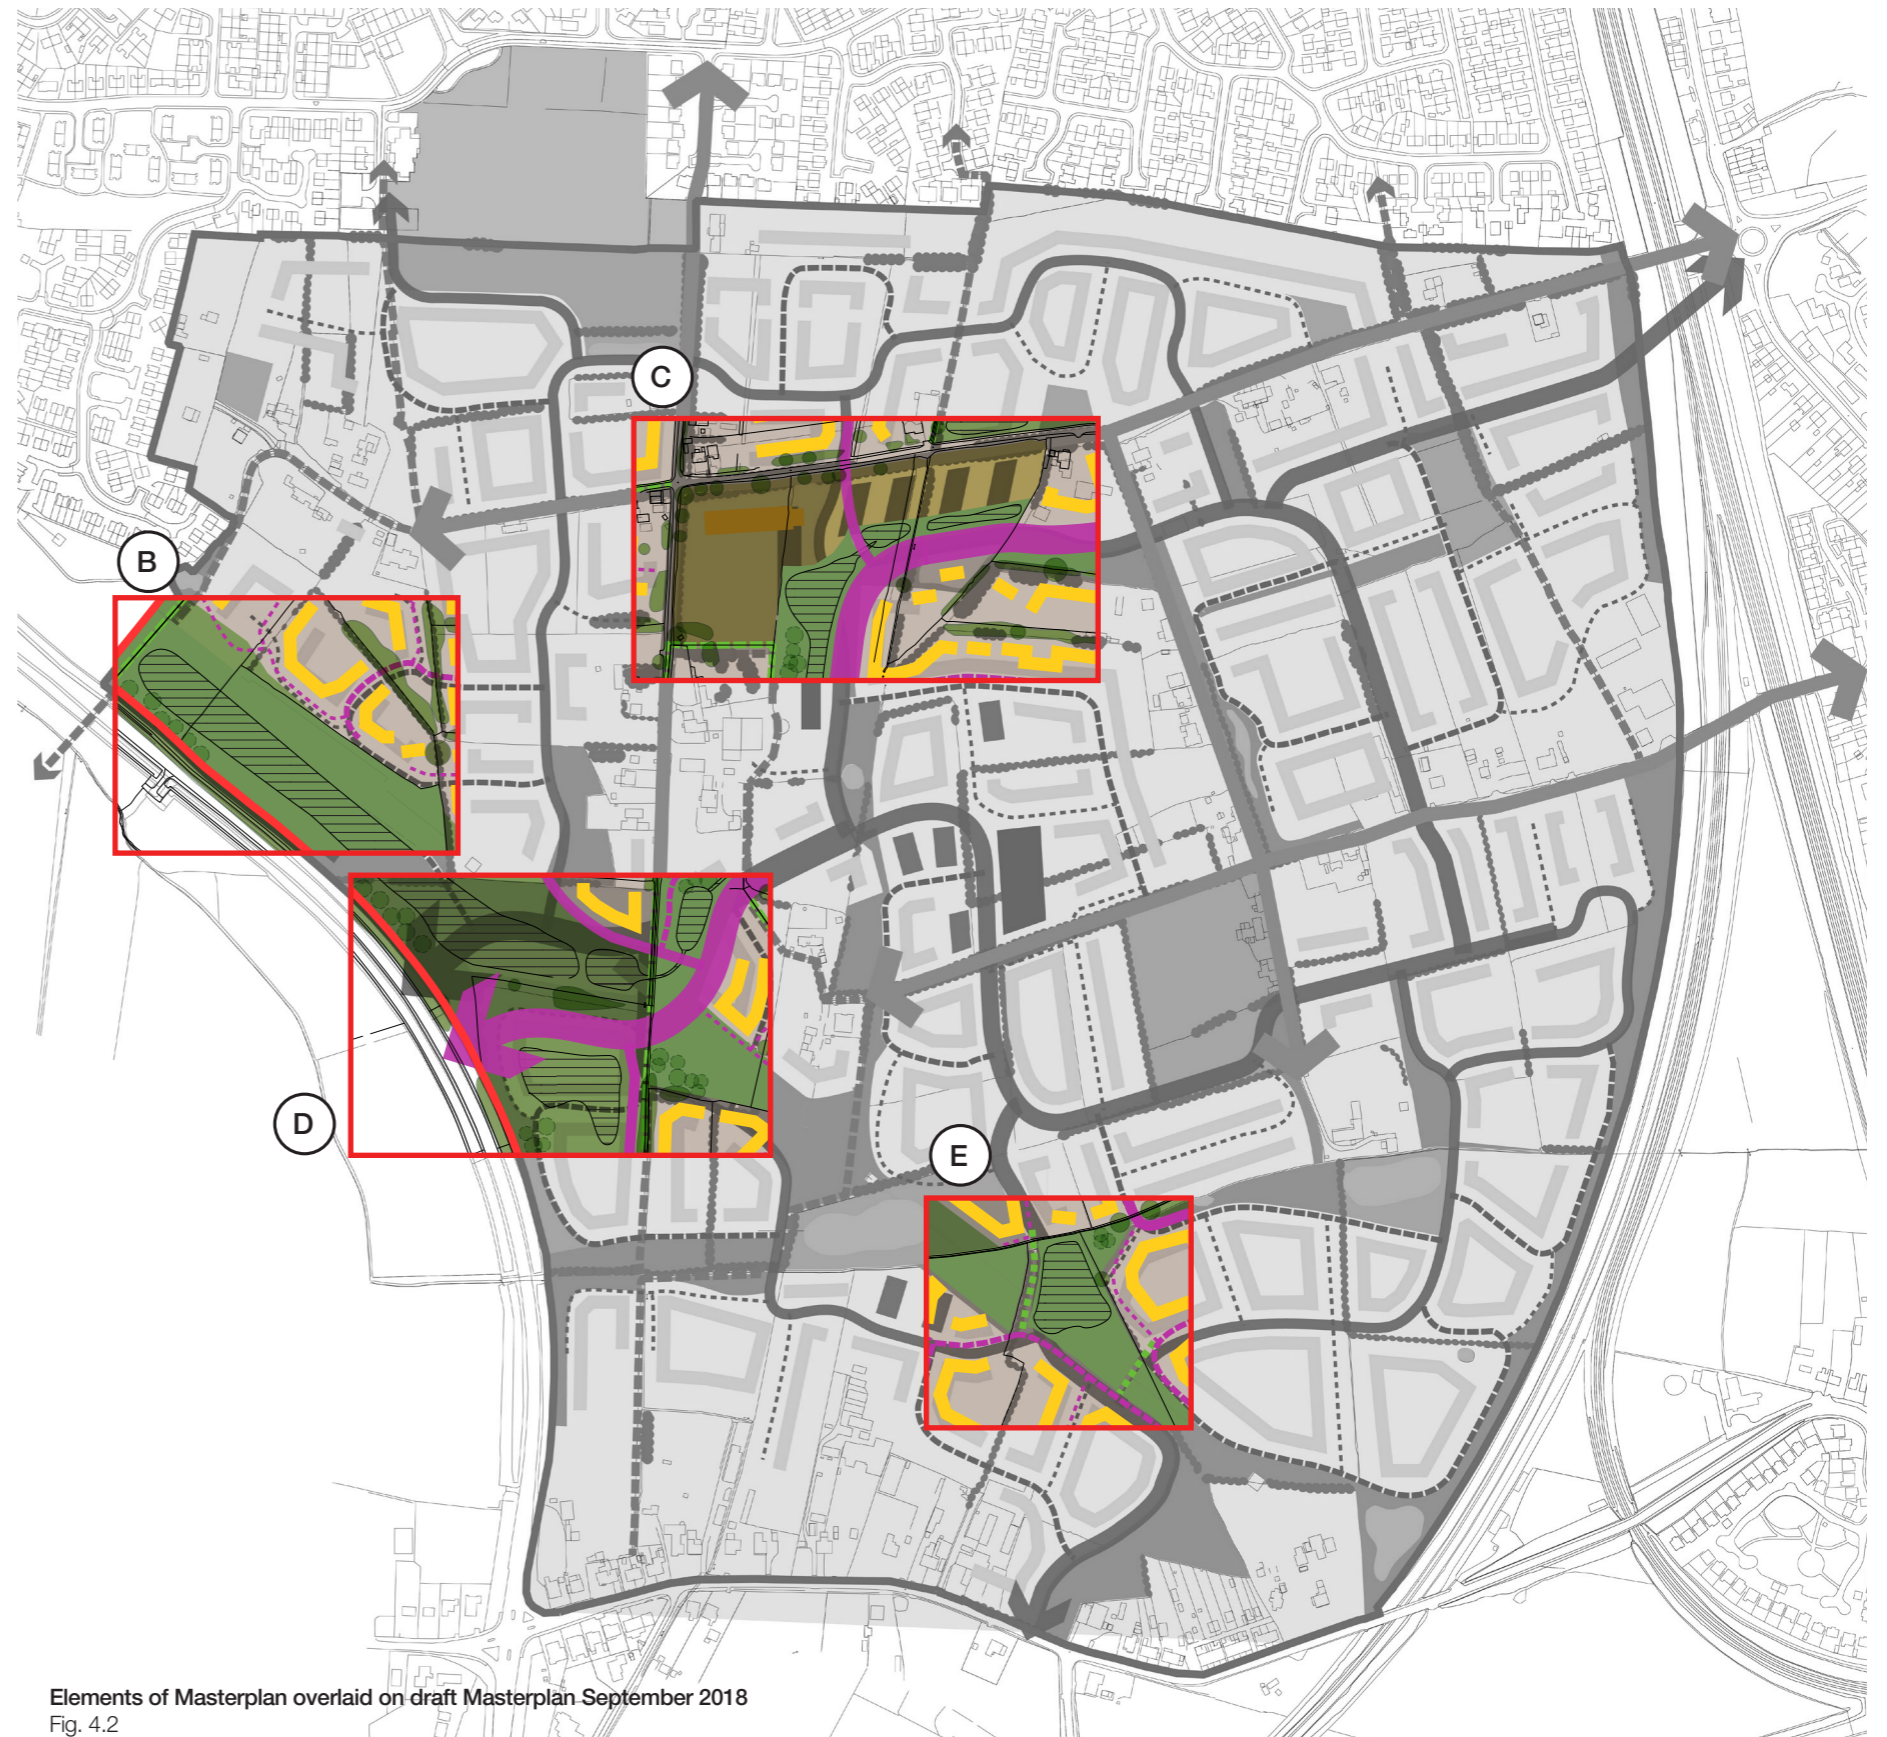 C
B
D
E
Elements of Masterplan overlaid on draft Masterplan September 2018
Fig. 4.2